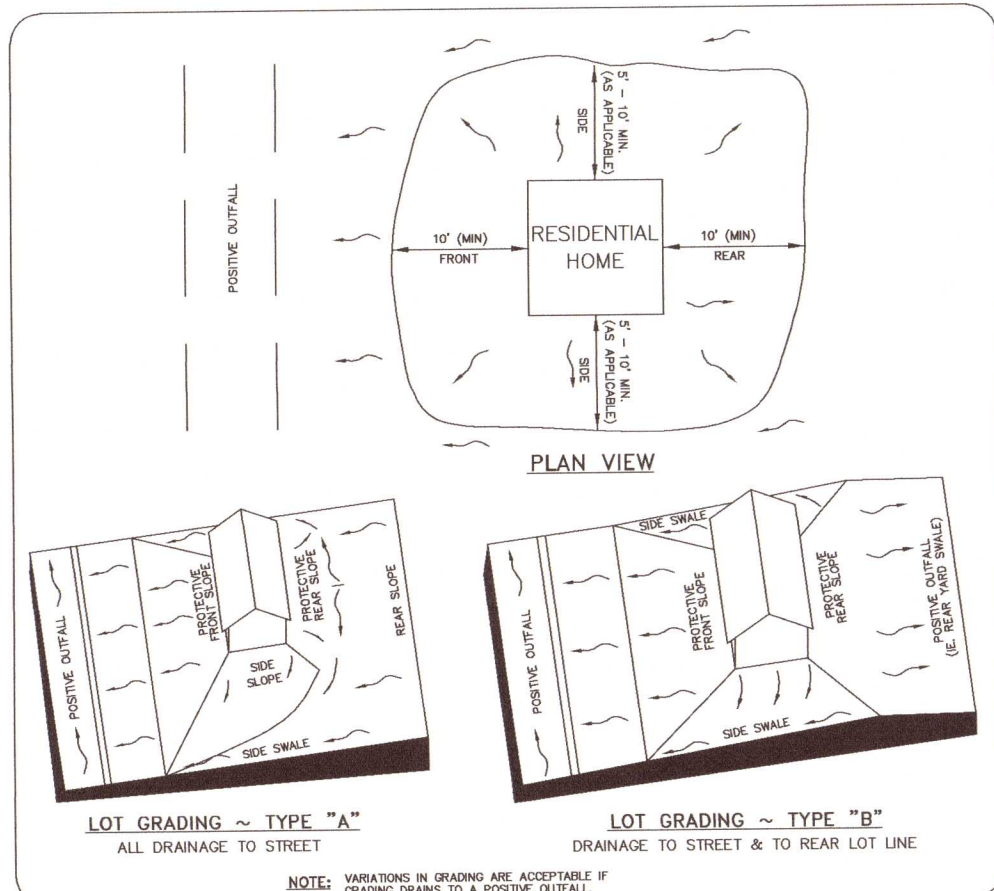 POSITIVE OUTFALL
5' - 10' MIN.
(AS APPLICABLE)
SIDE
10' (MIN)
FRONT
RESIDENTIAL
HOME
10' (MIN)
REAR
5' - 10' MIN.
(AS APPLICABLE)
SIDE
PLAN VIEW
POSITIVE OUTFALL
PROTECTIVE
FRONT SLOPE
PROTECTIVE
REAR SLOPE
REAR SLOPE
SIDE
SLOPE
SIDE SWALE
LOT GRADING ~ TYPE "A"
ALL DRAINAGE TO STREET
SIDE SWALE
POSITIVE OUTFALL
PROTECTIVE
FRONT SLOPE
PROTECTIVE
REAR SLOPE
POSITIVE OUTFALL
(IE. REAR YARD SWALE)
SIDE SWALE
LOT GRADING ~ TYPE "B"
DRAINAGE TO STREET & TO REAR LOT LINE
NOTE: VARIATIONS IN GRADING ARE ACCEPTABLE IF
GRADING DRAINS TO A POSITIVE OUTFALL.